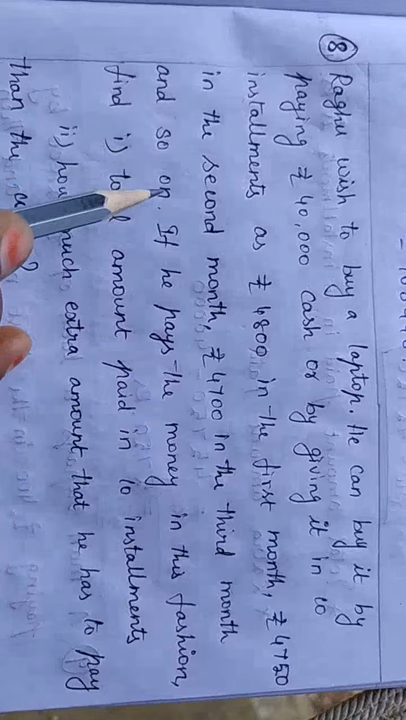 8 Raghu wish to buy a laptop. He can buy it by
paying ₹ 40,000 cash or by giving it in 10
installments as ₹ 4800 in the first month, ₹ 4750
in the second month, ₹ 4700 in the third month
and so on. If he pays the money in this fashion,
find i) amount paid in 10 installments
ii) much extra amount that he has to pay
than the